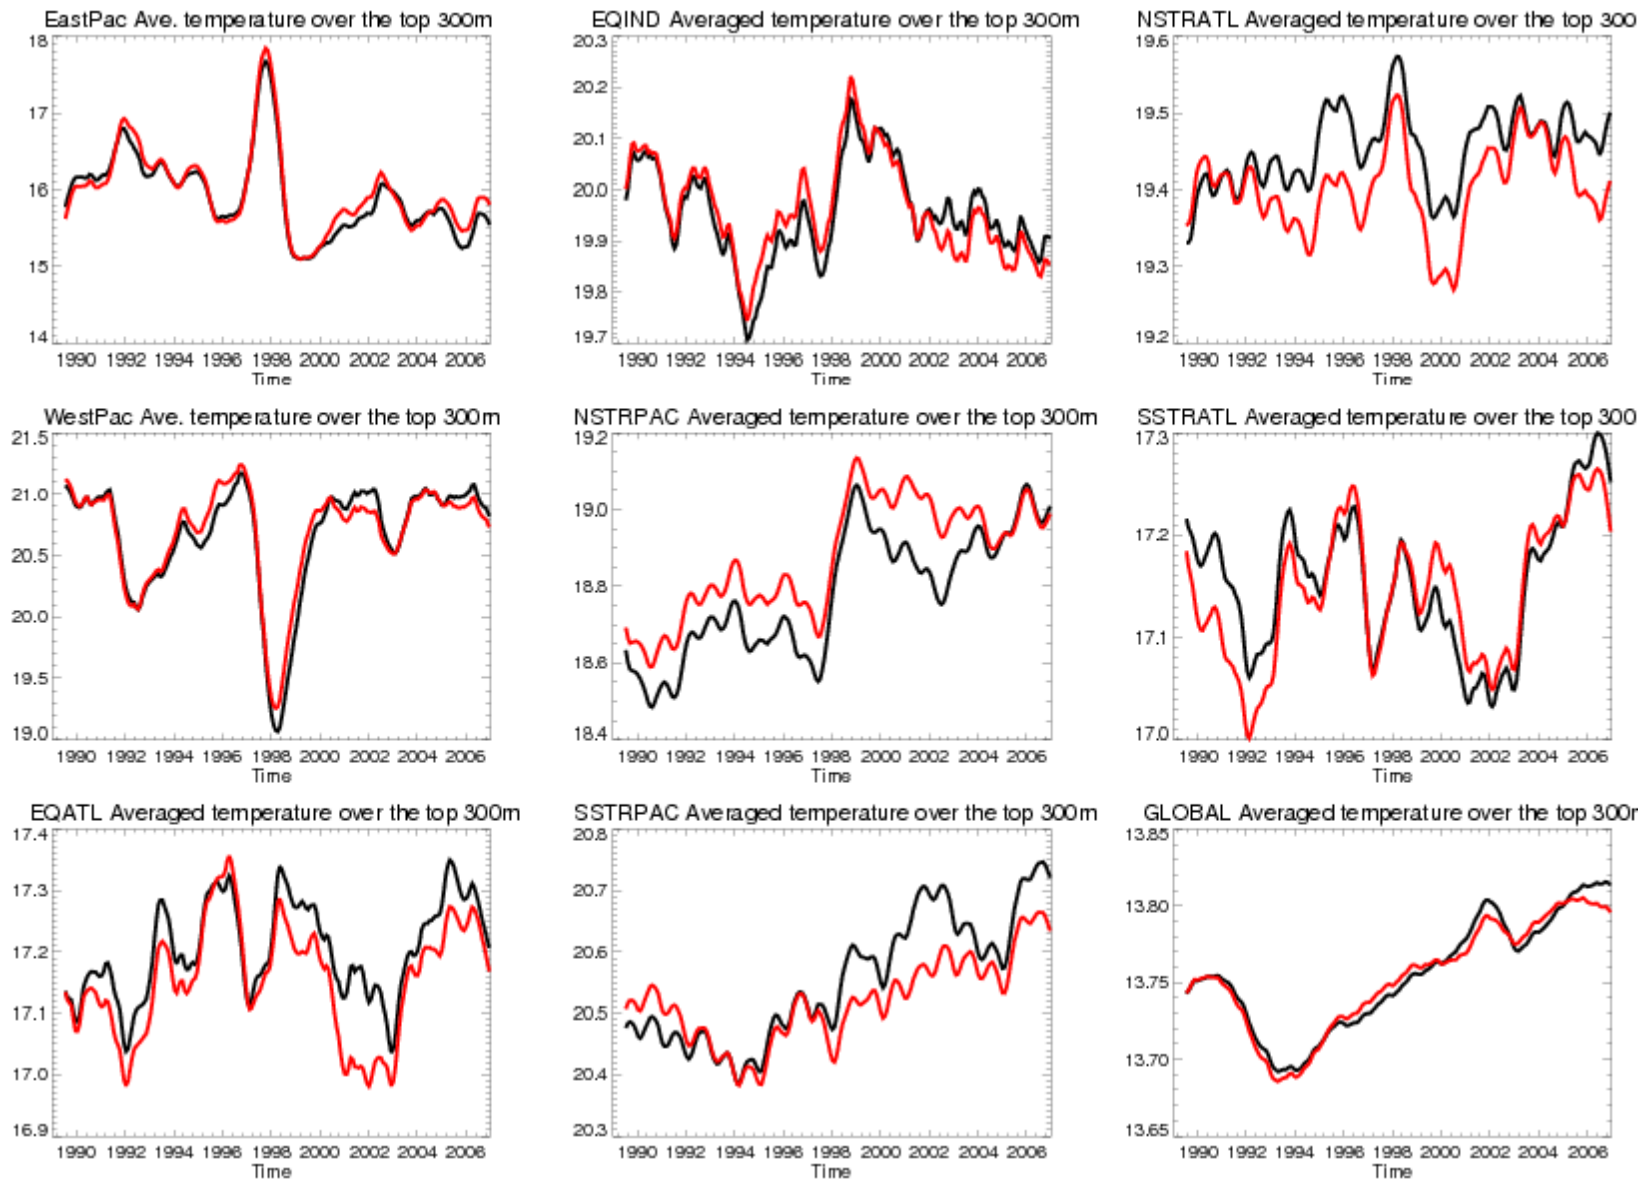 EastPac Ave. temperature over the top 300m
18
17
16
15
14
1990 1992 1994 1996 1998 2000 2002 2004 2006
Time
EQIND Averaged temperature over the top 300m
20.3
20.2
20.1
20.0
19.9
19.8
19.7
1990 1992 1994 1996 1998 2000 2002 2004 2006
Time
NSTRATL Averaged temperature over the top 300
19.6
19.5
19.4
19.3
19.2
1990 1992 1994 1996 1998 2000 2002 2004 2006
Time
WestPac Ave. temperature over the top 300m
21.5
21.0
20.5
20.0
19.5
19.0
1990 1992 1994 1996 1998 2000 2002 2004 2006
Time
NSTRPAC Averaged temperature over the top 300m
19.2
19.0
18.8
18.6
18.4
1990 1992 1994 1996 1998 2000 2002 2004 2006
Time
SSTRATL Averaged temperature over the top 300
17.3
17.2
17.1
17.0
1990 1992 1994 1996 1998 2000 2002 2004 2006
Time
EQATL Averaged temperature over the top 300m
17.4
17.3
17.2
17.1
17.0
16.9
1990 1992 1994 1996 1998 2000 2002 2004 2006
Time
SSTRPAC Averaged temperature over the top 300m
20.8
20.7
20.6
20.5
20.4
20.3
1990 1992 1994 1996 1998 2000 2002 2004 2006
Time
GLOBAL Averaged temperature over the top 300m
13.85
13.80
13.75
13.70
13.65
1990 1992 1994 1996 1998 2000 2002 2004 2006
Time